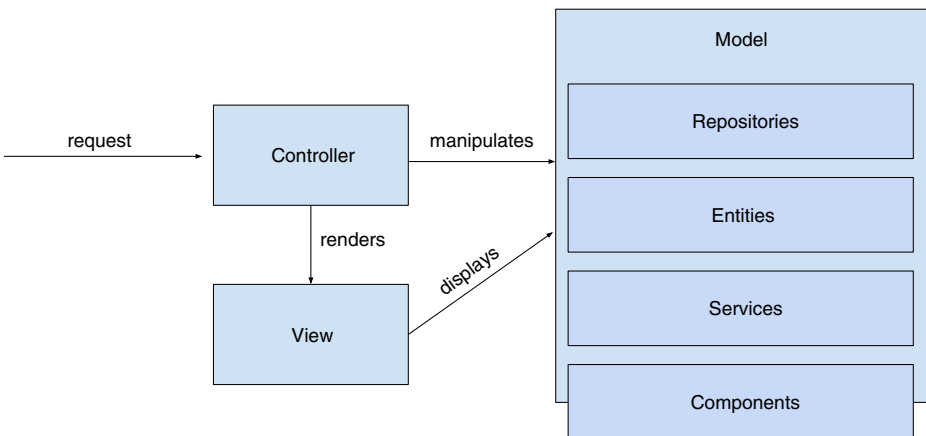 Model
Repositories
request
Controller
manipulates
Entities
renders
displays
Services
View
Components